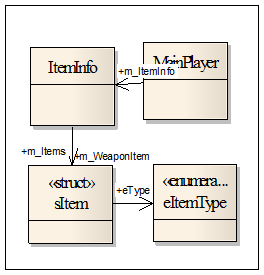 ItemInfo
MainPlayer
+m_ItemInfo
+m_Items
+m_WeaponItem
«struct»
sItem
+eType
«enumera...
eItemType